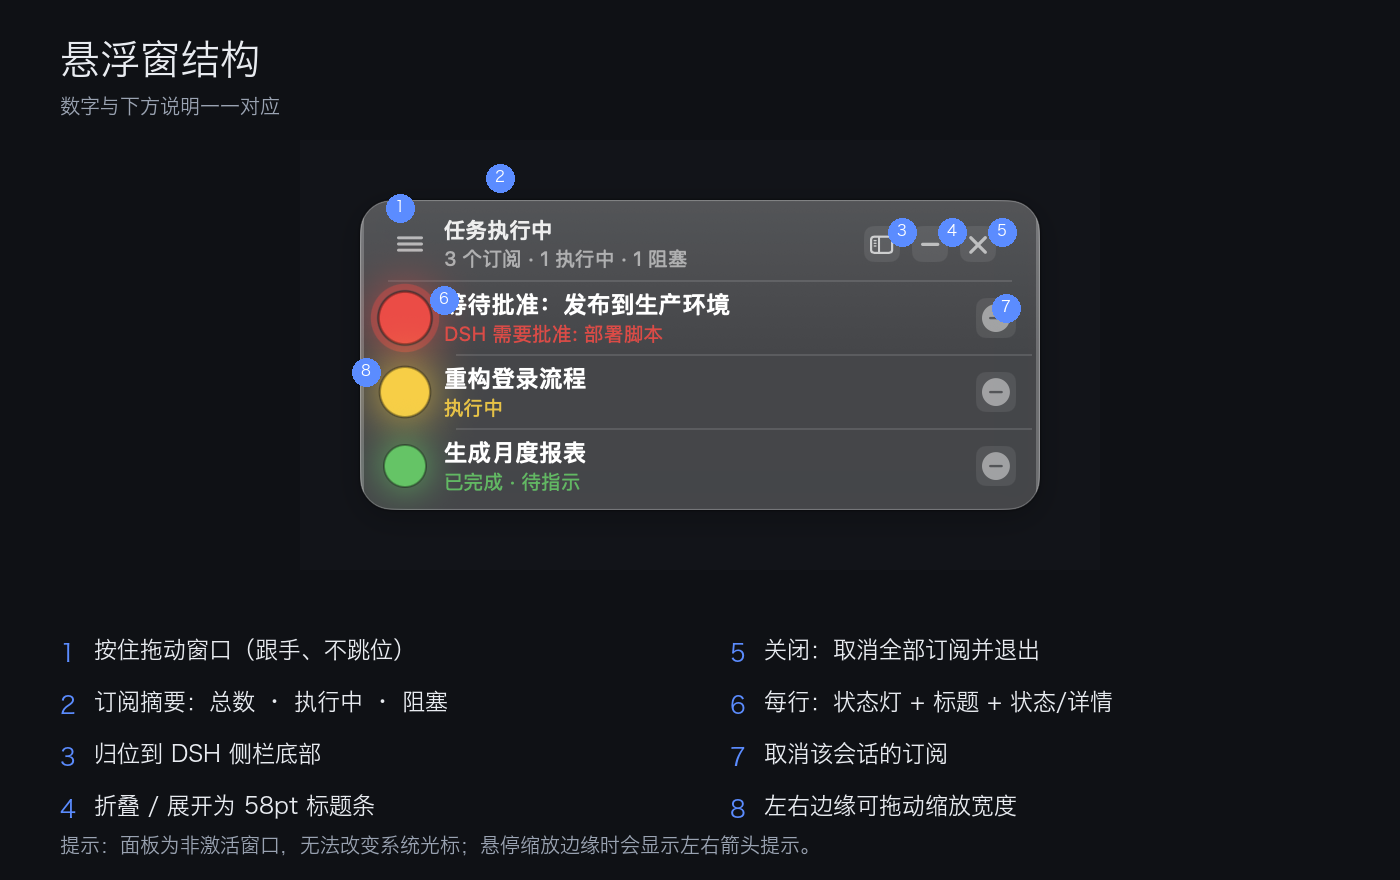 悬浮窗结构
数字与下方说明一一对应
2
1
任务执行中
3 个订阅 · 1 执行中 · 1 阻塞
3
4
5
6
等待批准：发布到生产环境
DSH 需要批准: 部署脚本
7
8
重构登录流程
执行中
生成月度报表
已完成 · 待指示
1 按住拖动窗口（跟手、不跳位）
2 订阅摘要：总数 · 执行中 · 阻塞
3 归位到 DSH 侧栏底部
4 折叠 / 展开为 58pt 标题条
5 关闭：取消全部订阅并退出
6 每行：状态灯 + 标题 + 状态/详情
7 取消该会话的订阅
8 左右边缘可拖动缩放宽度
提示：面板为非激活窗口，无法改变系统光标；悬停缩放边缘时会显示左右箭头提示。